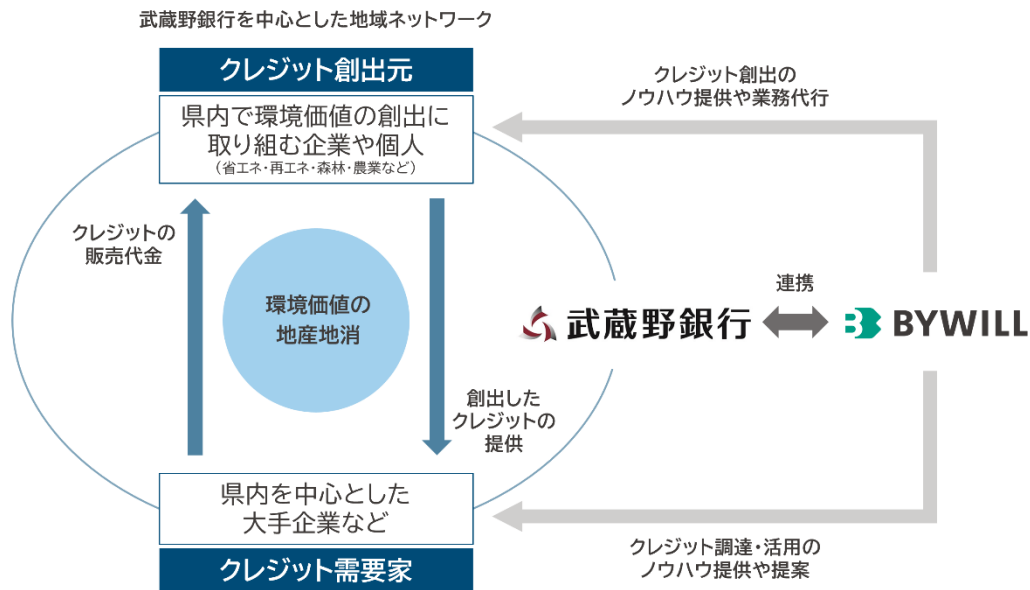 武蔵野銀行を中心とした地域ネットワーク
クレジット創出元
県内で環境価値の創出に
取り組む企業や個人
（省エネ・再エネ・森林・農業など）
クレジット創出の
ノウハウ提供や業務代行
クレジットの
販売代金
環境価値の
地産地消
創出した
クレジットの
提供
武蔵野銀行
連携
BYWILL
県内を中心とした
大手企業など
クレジット需要家
クレジット調達・活用の
ノウハウ提供や提案